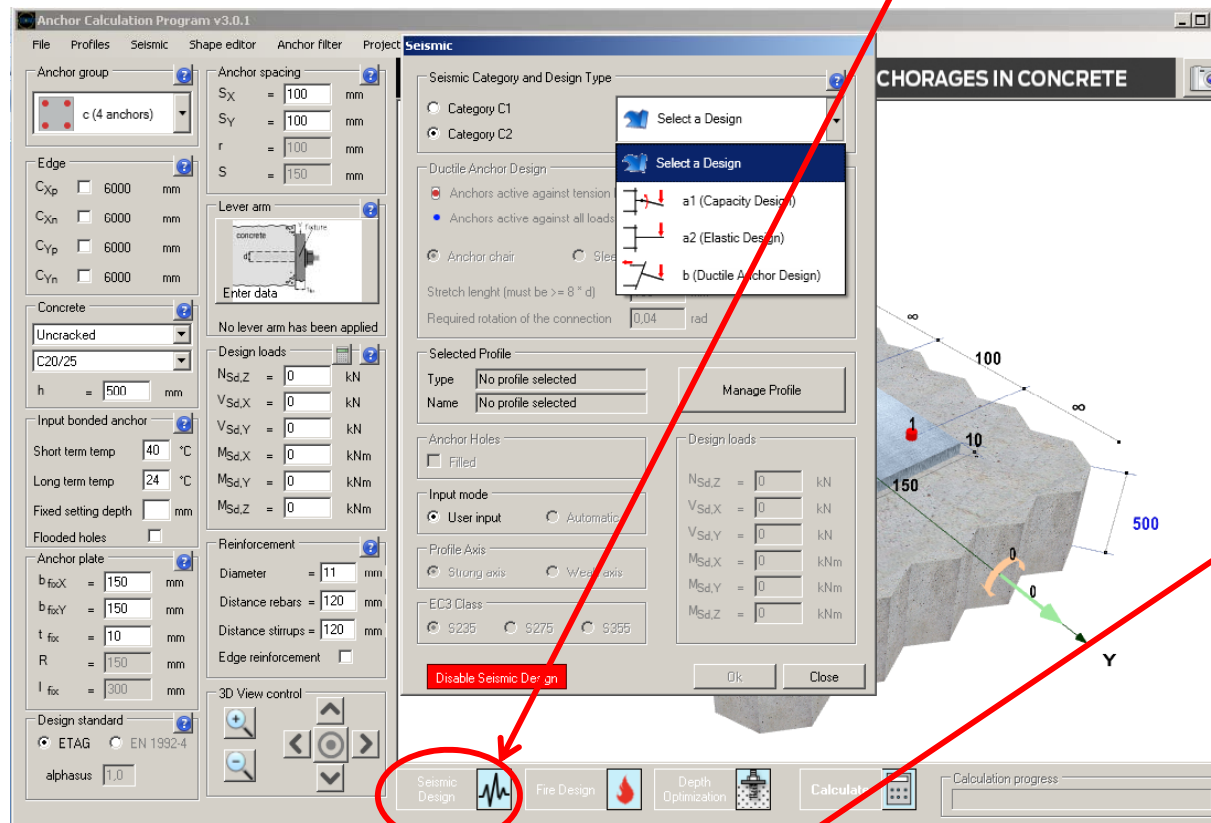 Anchor Calculation Program v3.0.1
File Profiles Seismic Shape editor Anchor filter Project
CHORAGES IN CONCRETE
Anchor group
c (4 anchors)
Edge
CXp 6000 mm
CXn 6000 mm
CYp 6000 mm
CYn 6000 mm
Concrete
Uncracked
C20/25
h = 500 mm
Input bonded anchor
Short term temp 40 °C
Long term temp 24 °C
Fixed setting depth mm
Flooded holes
Anchor plate
b fixX = 150 mm
b fixY = 150 mm
t fix = 10 mm
R = 150 mm
l fix = 300 mm
Design standard
ETAG EN 1992-4
alphasus 1,0
Anchor spacing
SX = 100 mm
SY = 100 mm
r = 100 mm
S = 150 mm
Lever arm
concrete
fixture
Enter data
No lever arm has been applied
Design loads
NSd,Z = 0 kN
VSd,X = 0 kN
VSd,Y = 0 kN
MSd,X = 0 kNm
MSd,Y = 0 kNm
MSd,Z = 0 kNm
Reinforcement
Diameter = 11 mm
Distance rebars = 120 mm
Distance stirrups = 120 mm
Edge reinforcement
3D View control
Seismic
Seismic Category and Design Type
Category C1
Category C2
Select a Design
Select a Design
a1 (Capacity Design)
a2 (Elastic Design)
b (Ductile Anchor Design)
Ductile Anchor Design
Anchors active against tension
Anchors active against all loads
Anchor chair
Stretch lenght (must be >= 8 * d)
Required rotation of the connection 0,04 rad
Selected Profile
Type No profile selected
Name No profile selected
Manage Profile
Anchor Holes
Filled
Input mode
User input Automatic
Profile Axis
Strong axis Weak axis
EC3 Class
S235 S275 S355
Design loads
NSd,Z = 0 kN
VSd,X = 0 kN
VSd,Y = 0 kN
MSd,X = 0 kNm
MSd,Y = 0 kNm
MSd,Z = 0 kNm
Disable Seismic Design
Ok
Close
∞
100
∞
1
10
150
500
0
0
Y
Seismic
Design
Fire Design
Depth
Optimization
Calculate
Calculation progress